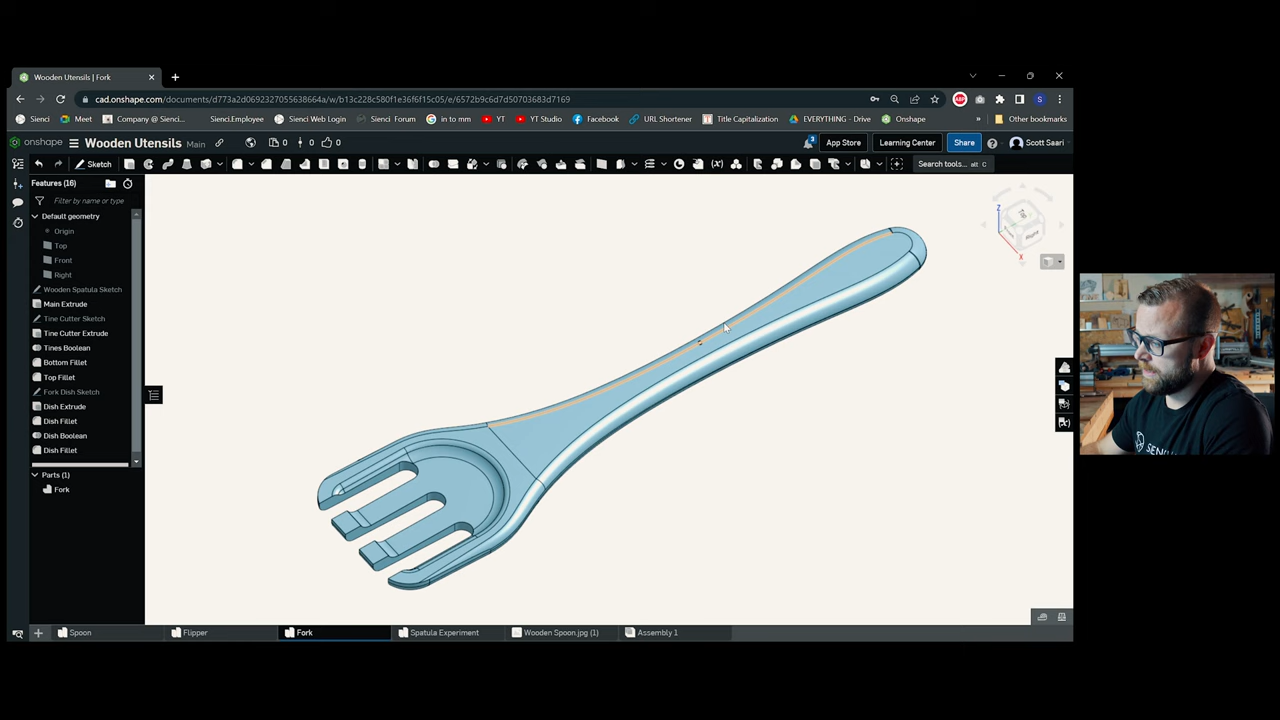 Wooden Utensils | Fork
cad.onshape.com/documents/d773a2d0692327055638664a/w/b13c228c580f1e36f6f15c05/e/6572b9c6d7d50703683d7169
Sienci
Meet
Company @ Sienci...
Sienci.Employee
Sienci Web Login
Sienci Forum
in to mm
YT
YT Studio
Facebook
URL Shortener
Title Capitalization
EVERYTHING - Drive
Onshape
»
Other bookmarks
onshape
Wooden Utensils Main
0
0
0
App Store
Learning Center
Share
Scott Saari
Sketch
Search tools... alt C
Features (16)
Filter by name or type
Default geometry
Origin
Top
Front
Right
Wooden Spatula Sketch
Main Extrude
Tine Cutter Sketch
Tine Cutter Extrude
Tines Boolean
Bottom Fillet
Top Fillet
Fork Dish Sketch
Dish Extrude
Dish Fillet
Dish Boolean
Dish Fillet
Parts (1)
Fork
Z
Right
X
Spoon
Flipper
Fork
Spatula Experiment
Wooden Spoon.jpg (1)
Assembly 1